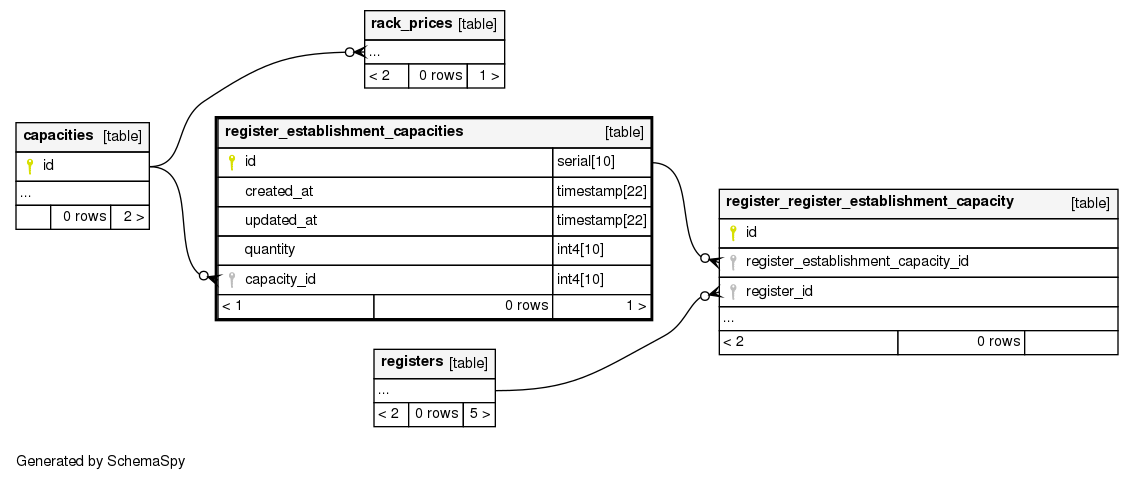 rack_prices [table]
...
< 2 0 rows 1 >
capacities [table]
id
...
0 rows 2 >
register_establishment_capacities [table]
id serial[10]
created_at timestamp[22]
updated_at timestamp[22]
quantity int4[10]
capacity_id int4[10]
< 1 0 rows 1 >
register_register_establishment_capacity [table]
id
register_establishment_capacity_id
register_id
...
< 2 0 rows
registers [table]
...
< 2 0 rows 5 >
Generated by SchemaSpy